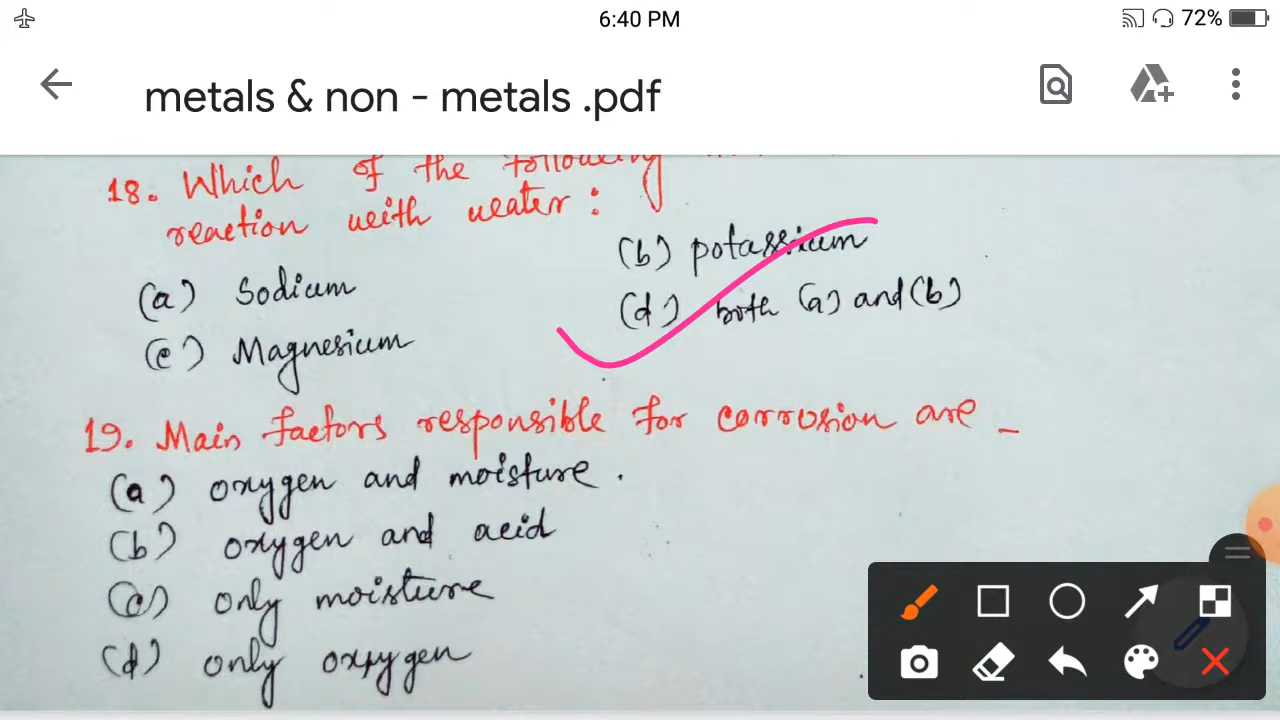 6:40 PM
72%
metals & non - metals .pdf
18. Which of the following
reaction with water :
(a) Sodium
(b) potassium
(c) Magnesium
(d) both (a) and (b)
19. Main factors responsible for corrosion are -
(a) oxygen and moisture.
(b) oxygen and acid
(c) only moisture
(d) only oxygen